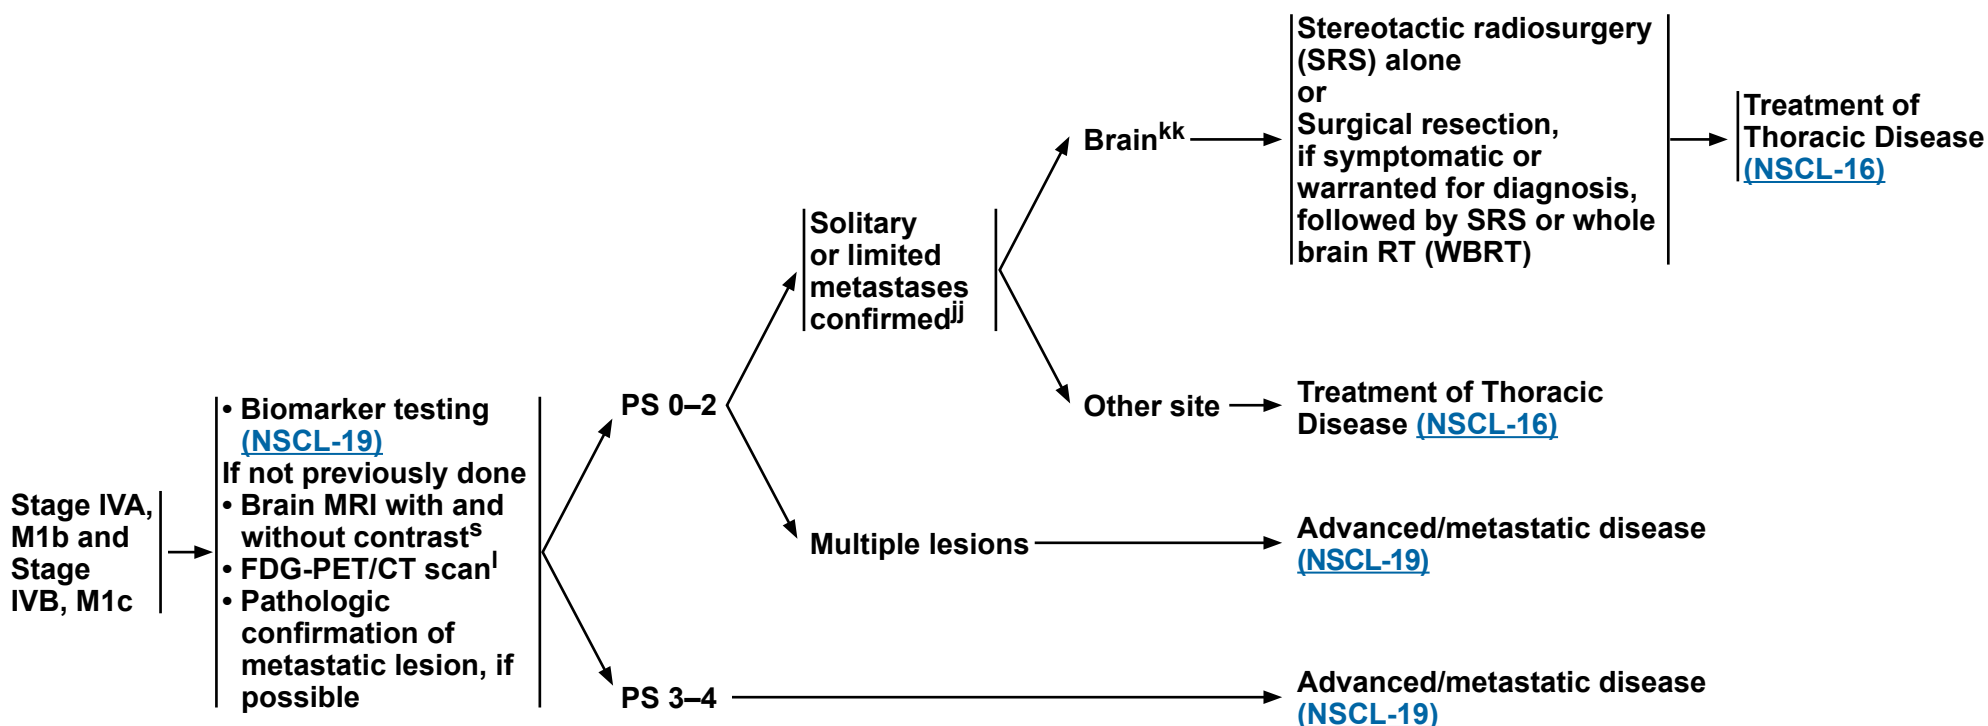 Stage IVA,
M1b and
Stage
IVB, M1c
• Biomarker testing
(NSCL-19)
If not previously done
• Brain MRI with and
without contrastˢ
• FDG-PET/CT scanˡ
• Pathologic
confirmation of
metastatic lesion, if
possible
PS 0–2
Solitary
or limited
metastases
confirmedʲʲ
Brainᵏᵏ
Stereotactic radiosurgery
(SRS) alone
or
Surgical resection,
if symptomatic or
warranted for diagnosis,
followed by SRS or whole
brain RT (WBRT)
Treatment of
Thoracic Disease
(NSCL-16)
Other site
Treatment of Thoracic
Disease (NSCL-16)
Multiple lesions
Advanced/metastatic disease
(NSCL-19)
PS 3–4
Advanced/metastatic disease
(NSCL-19)